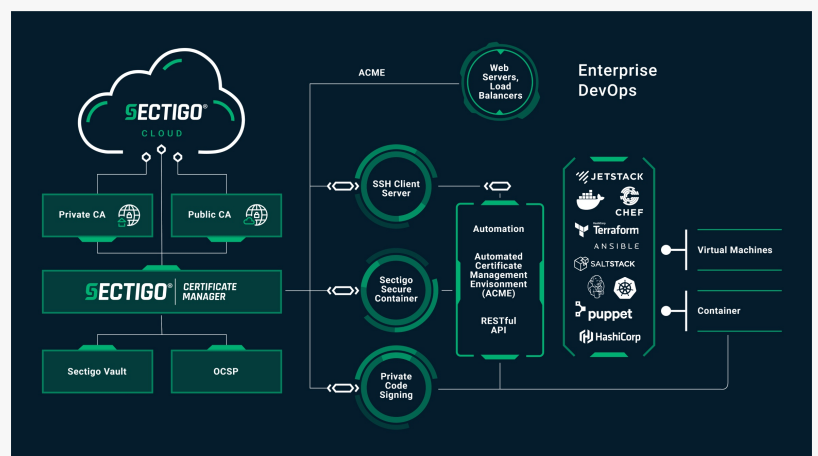 SECTIGO®
CLOUD
Private CA
Public CA
SECTIGO®
CERTIFICATE
MANAGER
Sectigo Vault
OCSP
ACME
Web
Servers,
Load
Balancers
SSH Client
Server
Sectigo
Secure
Container
Private
Code
Signing
Automation
Automated
Certificate
Management
Envisonment
(ACME)
RESTful
API
Enterprise
DevOps
JETSTACK
CHEF
HashiCorp
Terraform
ANSIBLE
SALTSTACK
puppet
HashiCorp
Virtual Machines
Container